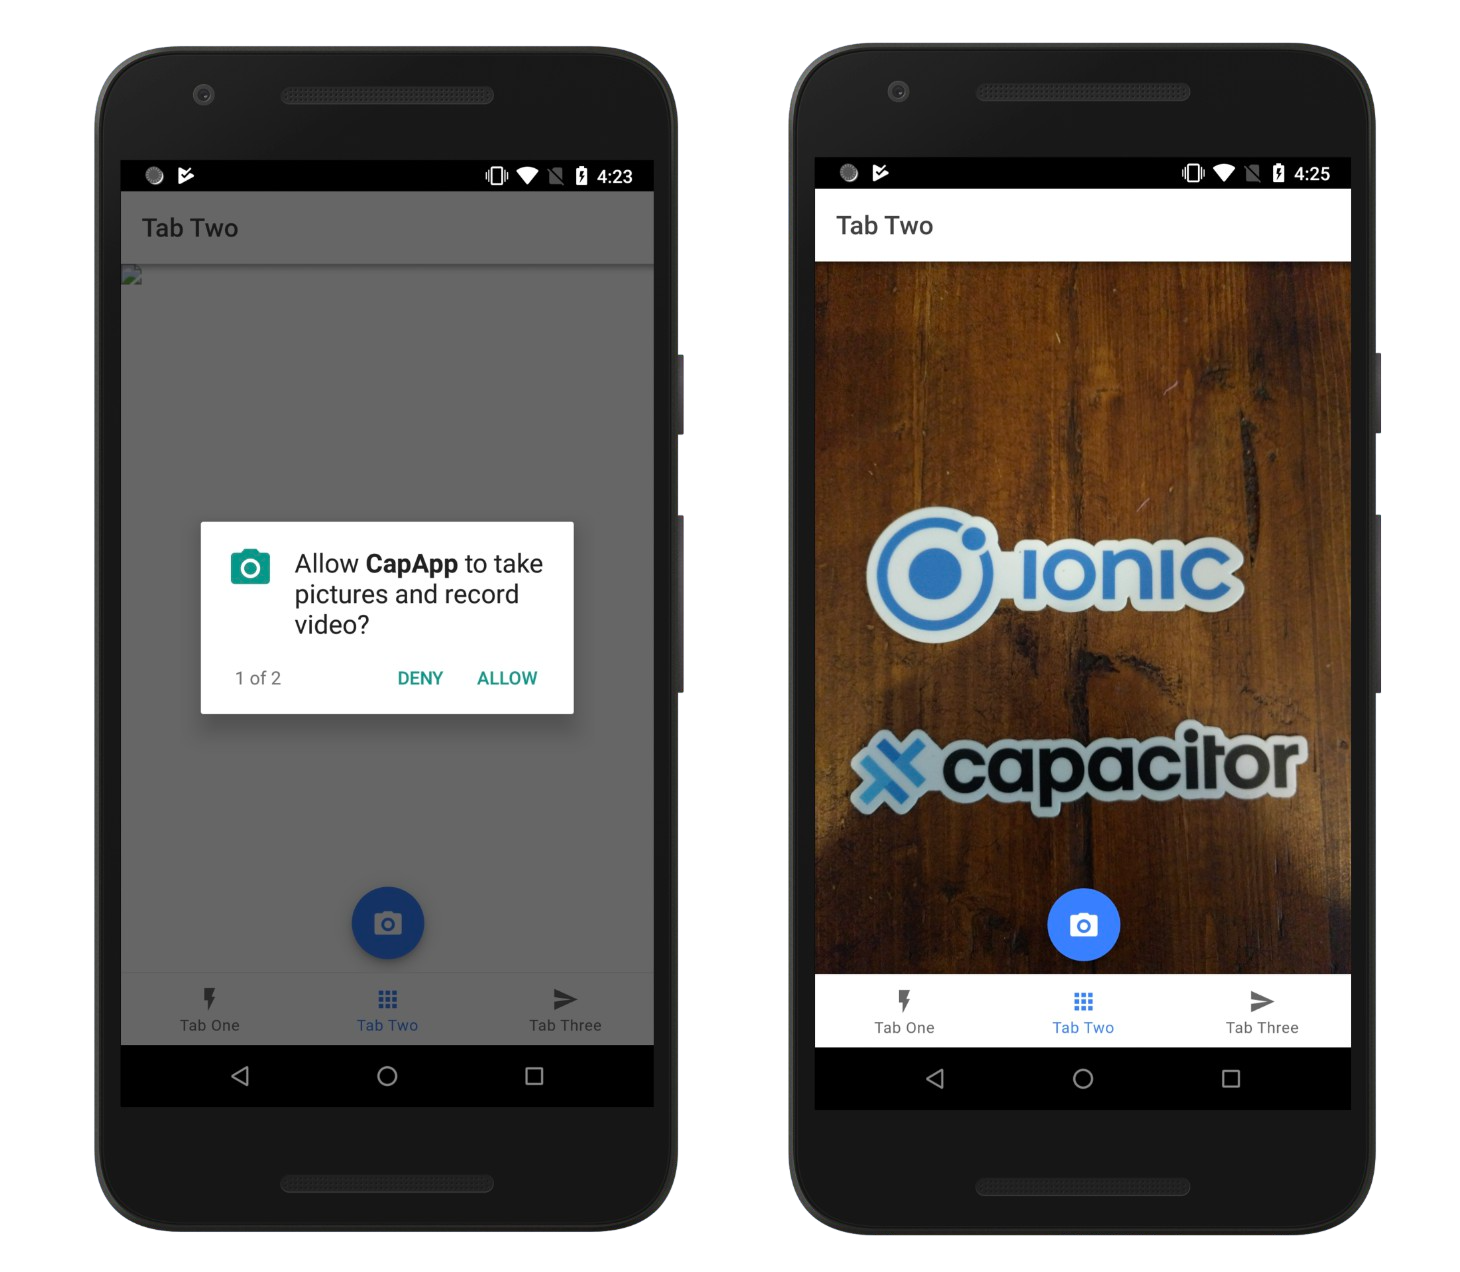 4:23
Tab Two
Allow CapApp to take
pictures and record
video?
1 of 2 DENY ALLOW
Tab One Tab Two Tab Three
4:25
Tab Two
ionic
capacitor
Tab One Tab Two Tab Three